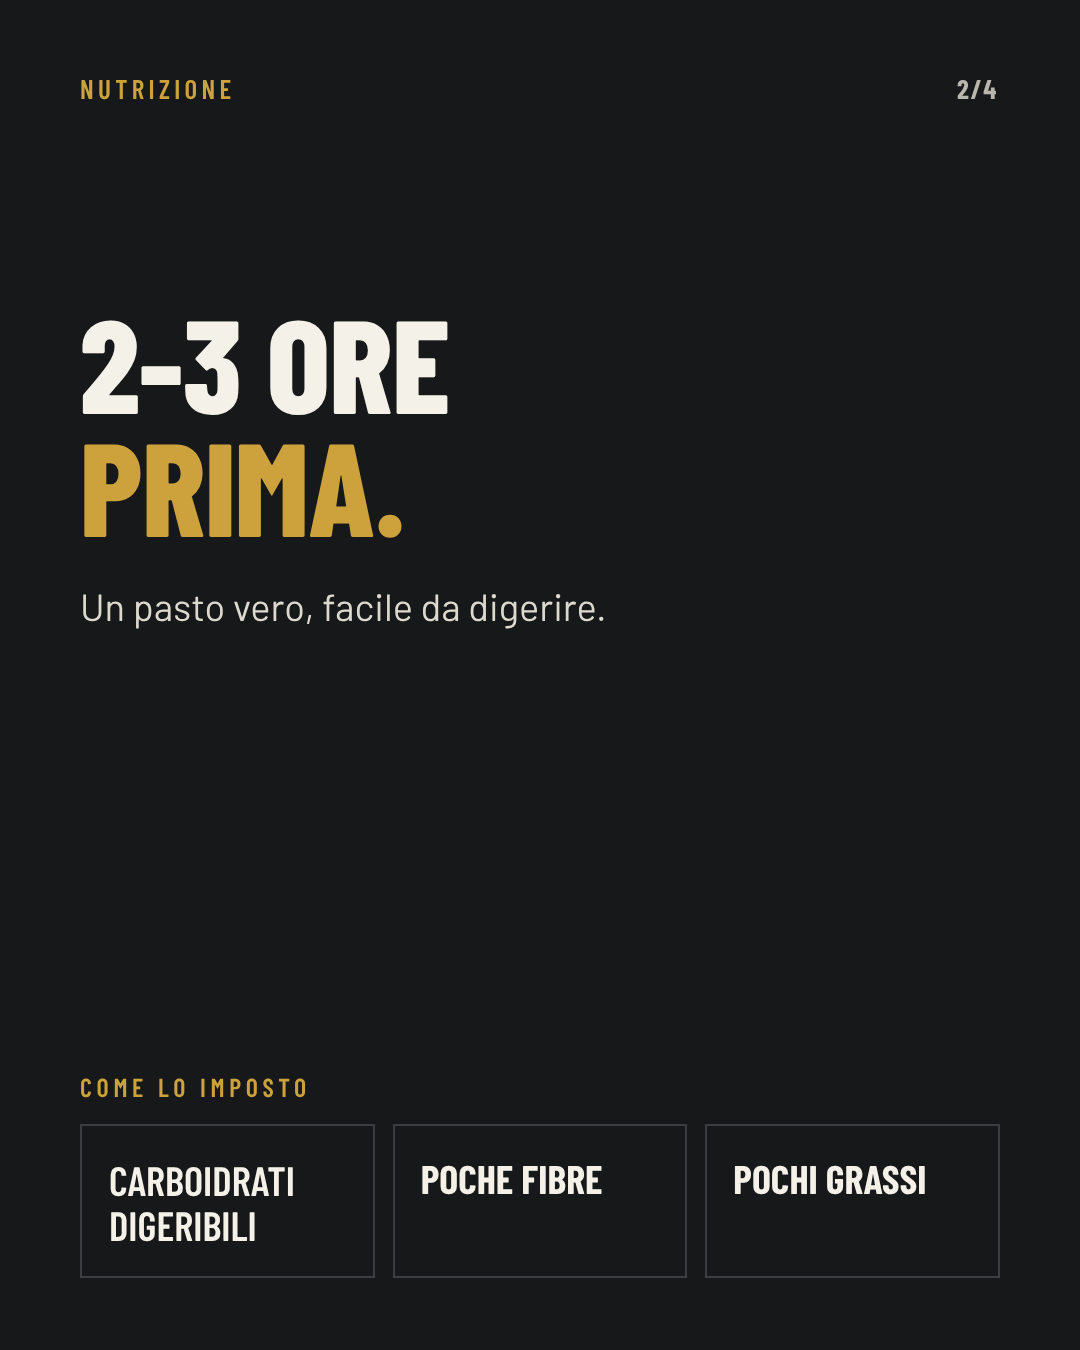 NUTRIZIONE
2/4
2-3 ORE
PRIMA.
Un pasto vero, facile da digerire.
COME LO IMPOSTO
CARBOIDRATI
DIGERIBILI
POCHE FIBRE
POCHI GRASSI